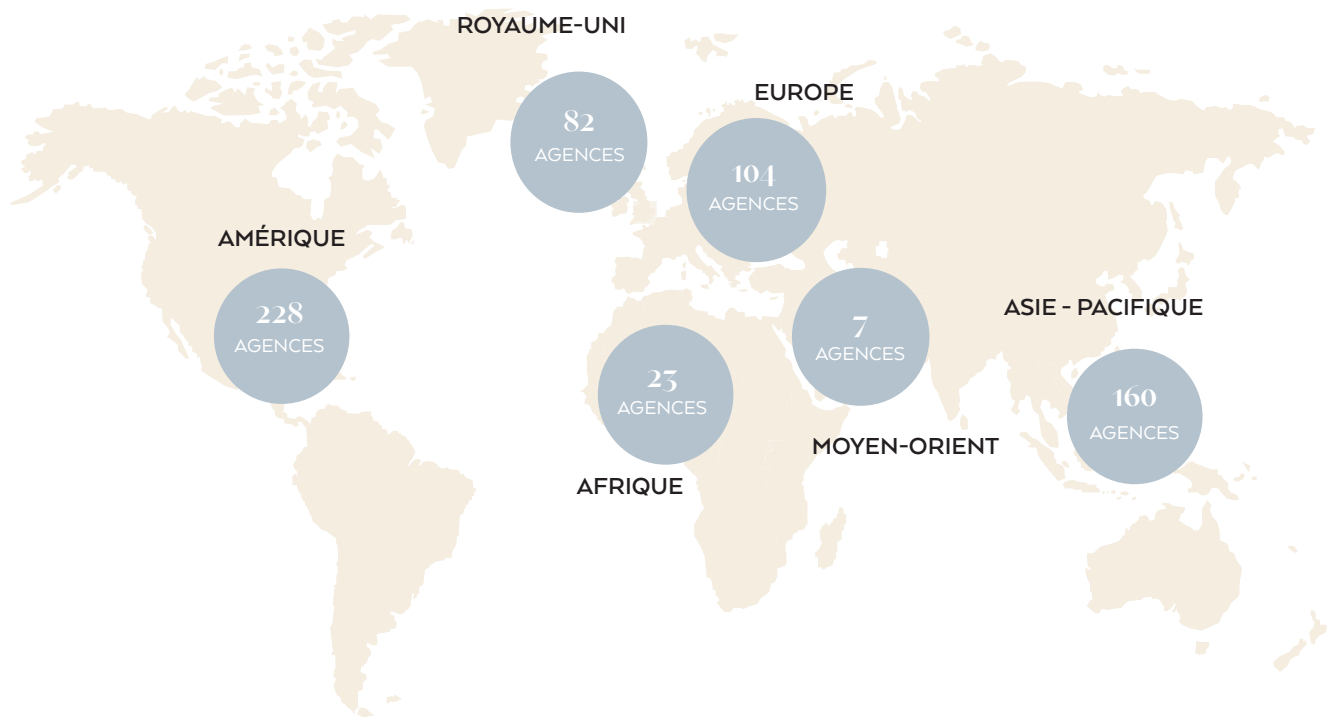 ROYAUME-UNI
82
AGENCES
EUROPE
104
AGENCES
AMÉRIQUE
228
AGENCES
7
AGENCES
MOYEN-ORIENT
ASIE - PACIFIQUE
160
AGENCES
23
AGENCES
AFRIQUE